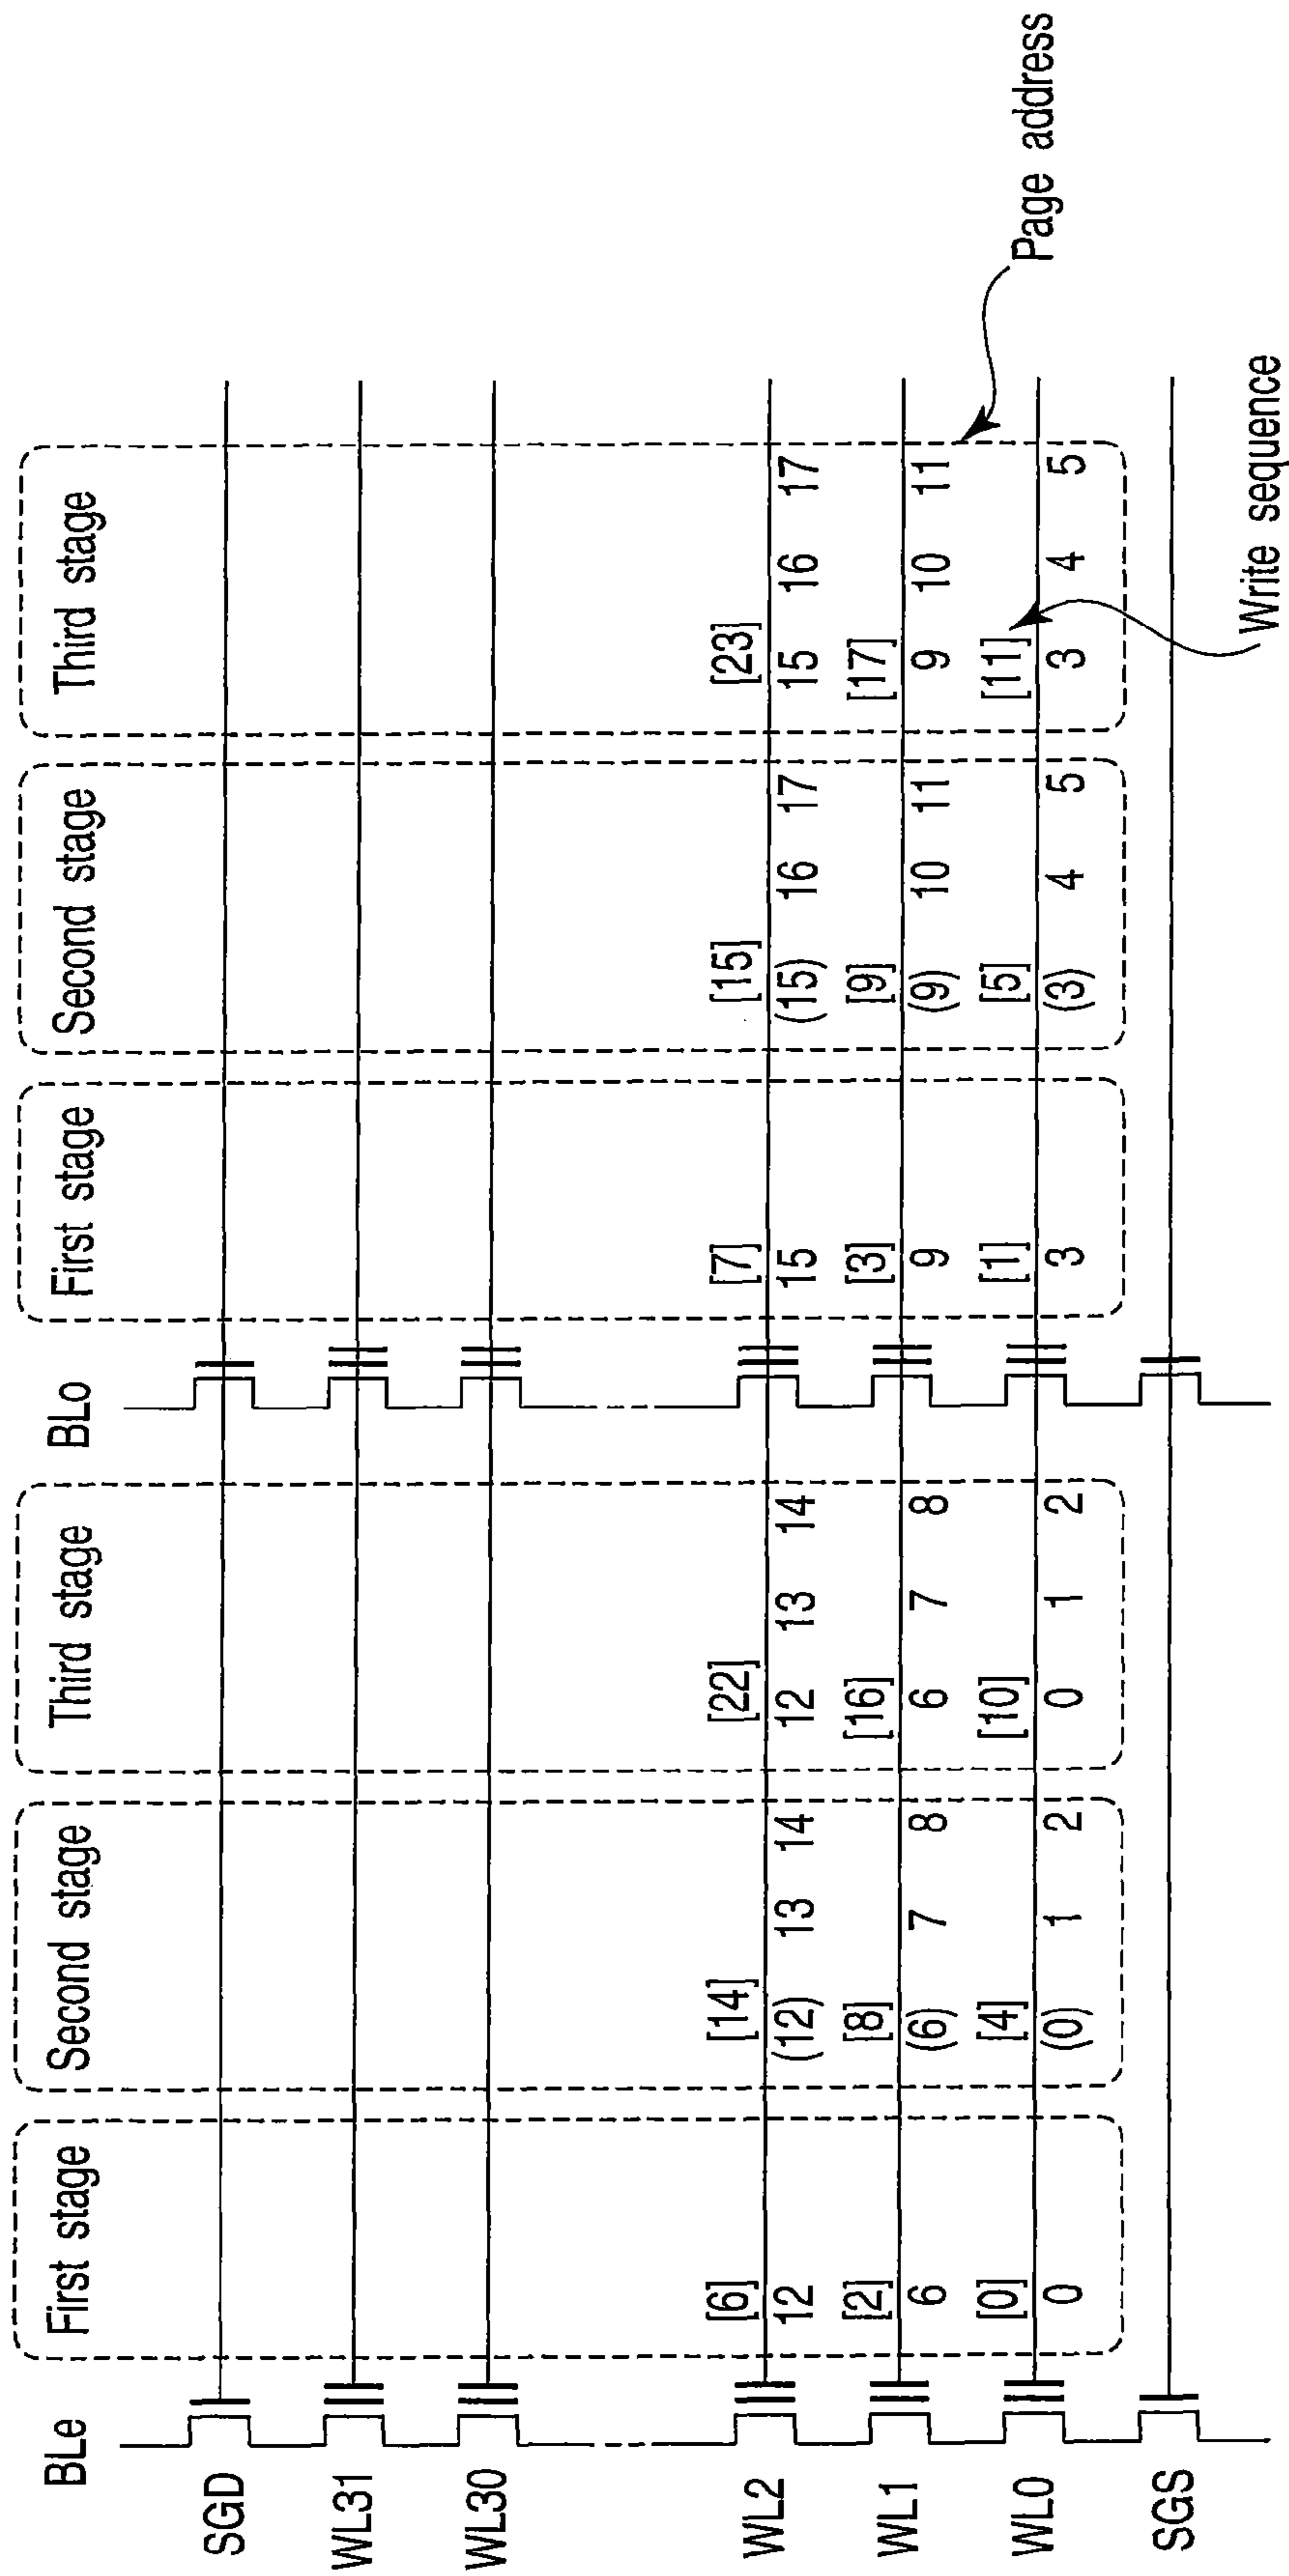 BLe First stage Second stage Third stage BLo First stage Second stage Third stage
SGD
WL31
WL30
[6] [14] [22] [7] [15] [23]
WL2 12 (12) 13 14 12 13 14 15 (15) 16 17 15 16 17
[2] [8] [16] [3] [9] [17]
WL1 6 (6) 7 8 6 7 8 9 (9) 10 11 9 10 11
[0] [4] [10] [1] [5] [11]
WL0 0 (0) 1 2 0 1 2 3 (3) 4 5 3 4 5
SGS
Page address
Write sequence